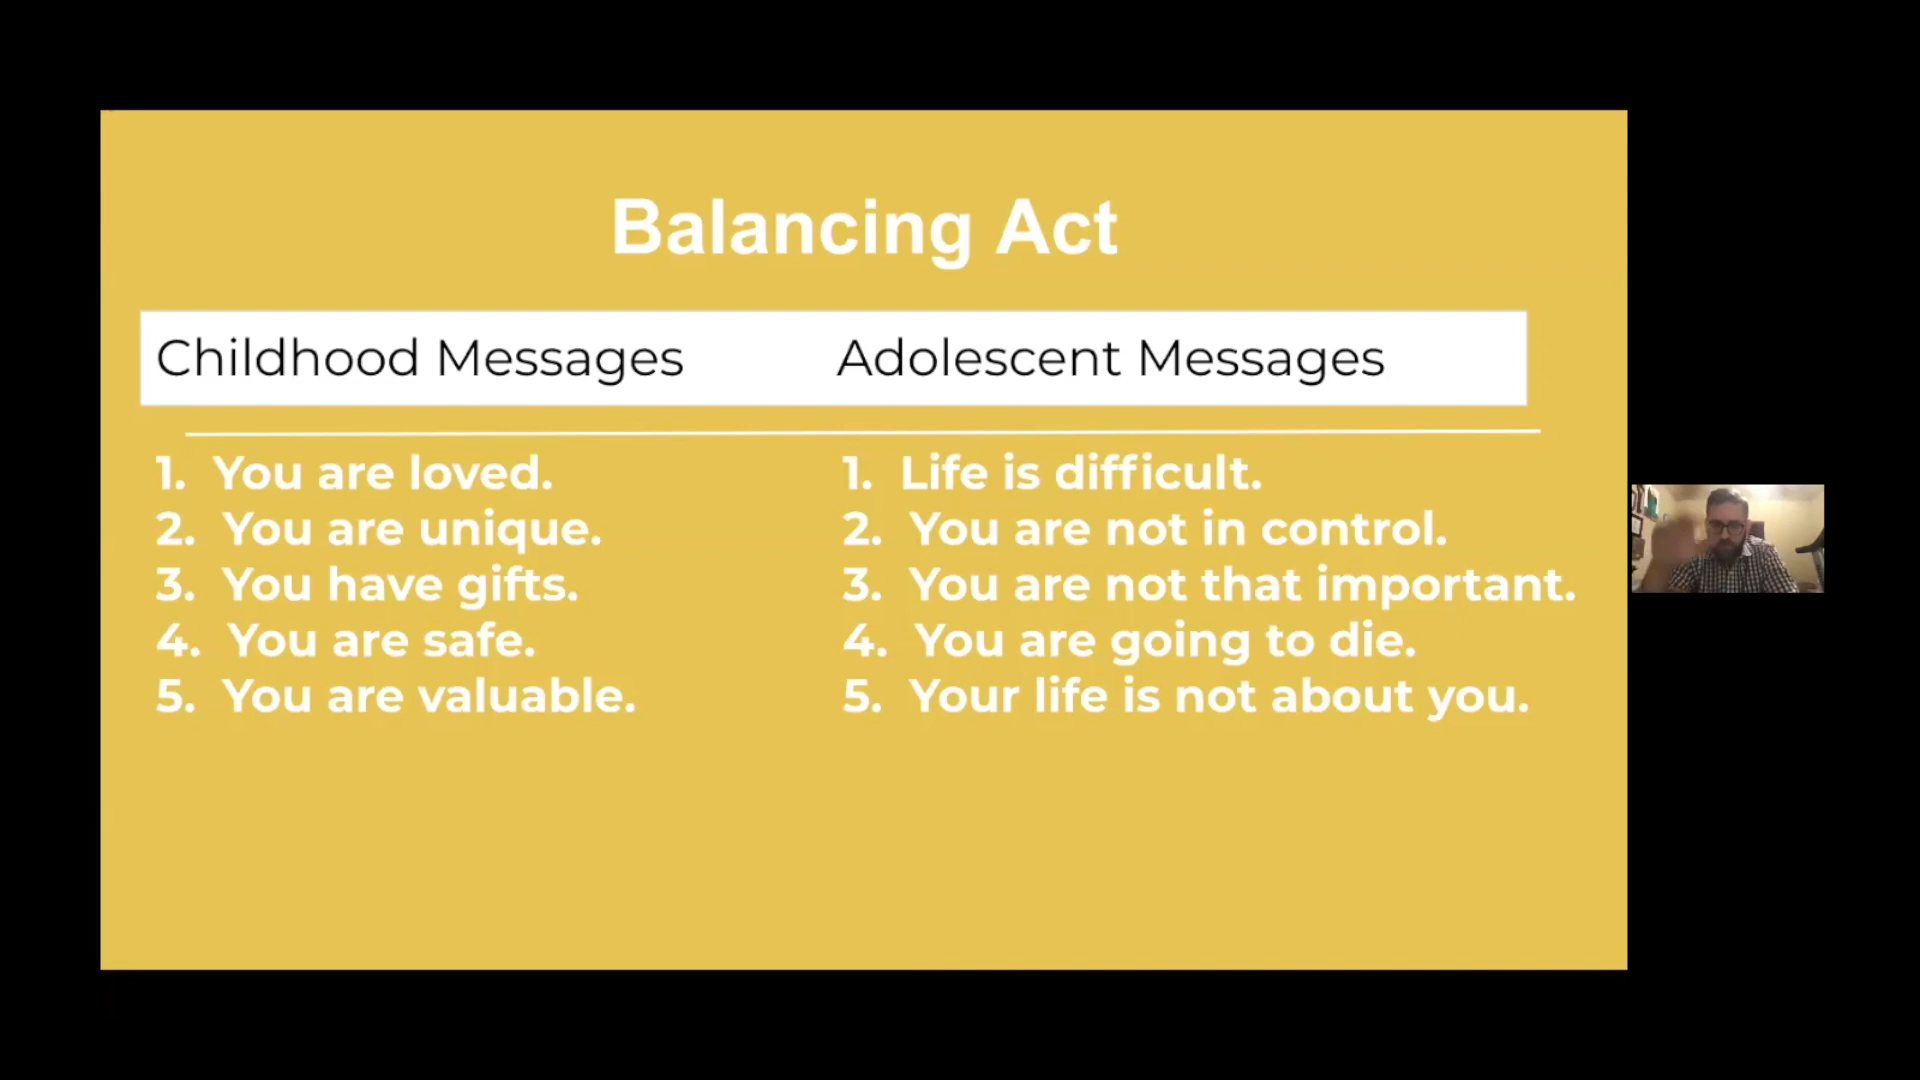 Balancing Act
Childhood Messages
Adolescent Messages
1. You are loved.
2. You are unique.
3. You have gifts.
4. You are safe.
5. You are valuable.
1. Life is difficult.
2. You are not in control.
3. You are not that important.
4. You are going to die.
5. Your life is not about you.